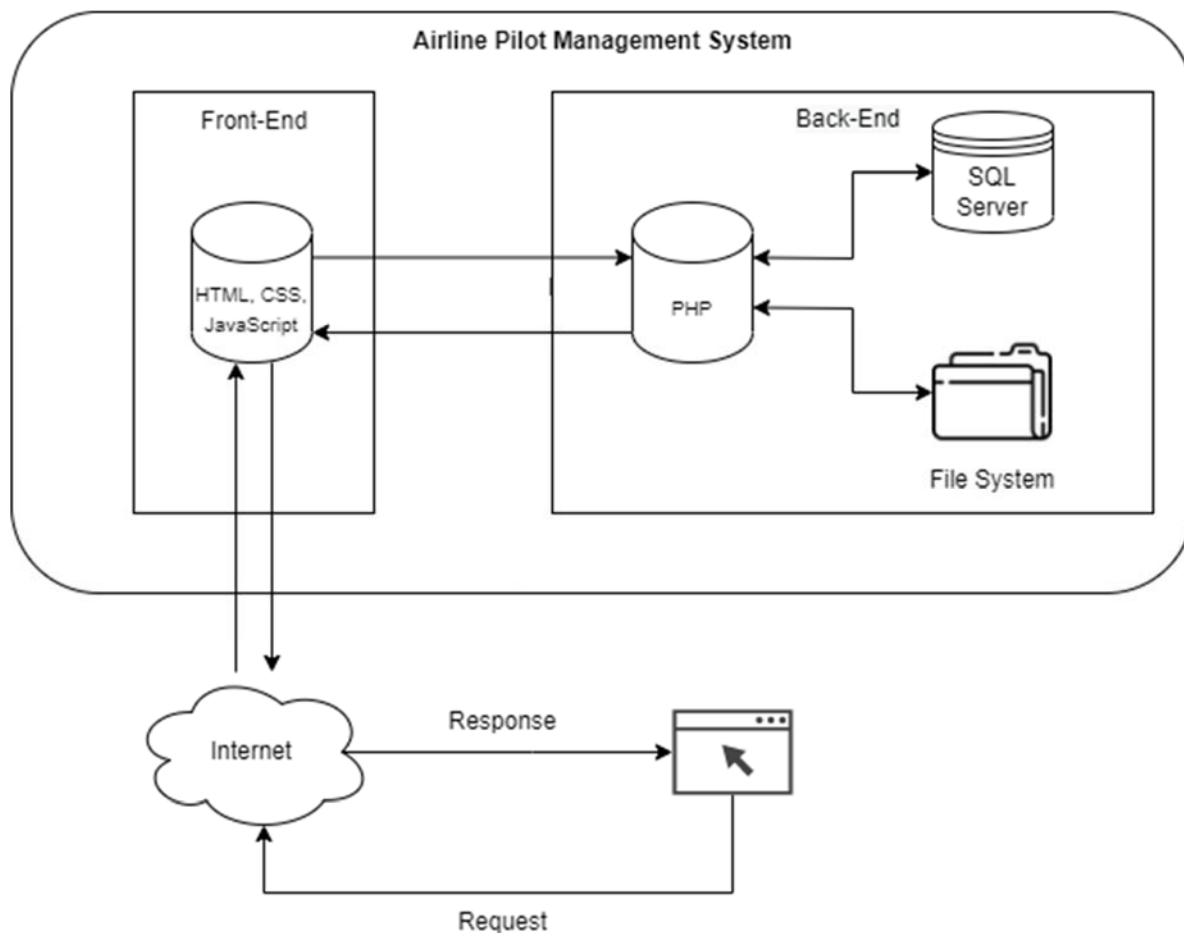 Airline Pilot Management System
Front-End
Back-End
SQL
Server
HTML, CSS,
JavaScript
PHP
File System
Internet
Response
Request